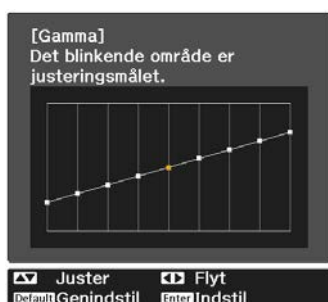 [Gamma]
Det blinkende område er
justeringsmålet.
Juster Flyt
Default Genindstil Enter Indstil